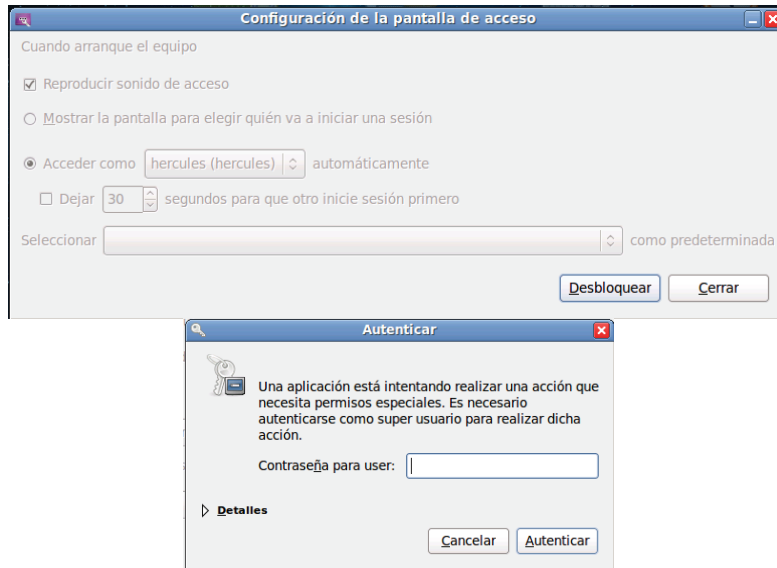 Configuración de la pantalla de acceso
Cuando arranque el equipo
Reproducir sonido de acceso
Mostrar la pantalla para elegir quién va a iniciar una sesión
Acceder como hercules (hercules) automáticamente
Dejar 30 segundos para que otro inicie sesión primero
Seleccionar como predeterminada
Desbloquear Cerrar
Autenticar
Una aplicación está intentando realizar una acción que
necesita permisos especiales. Es necesario
autenticarse como super usuario para realizar dicha
acción.
Contraseña para user:
Detalles
Cancelar Autenticar